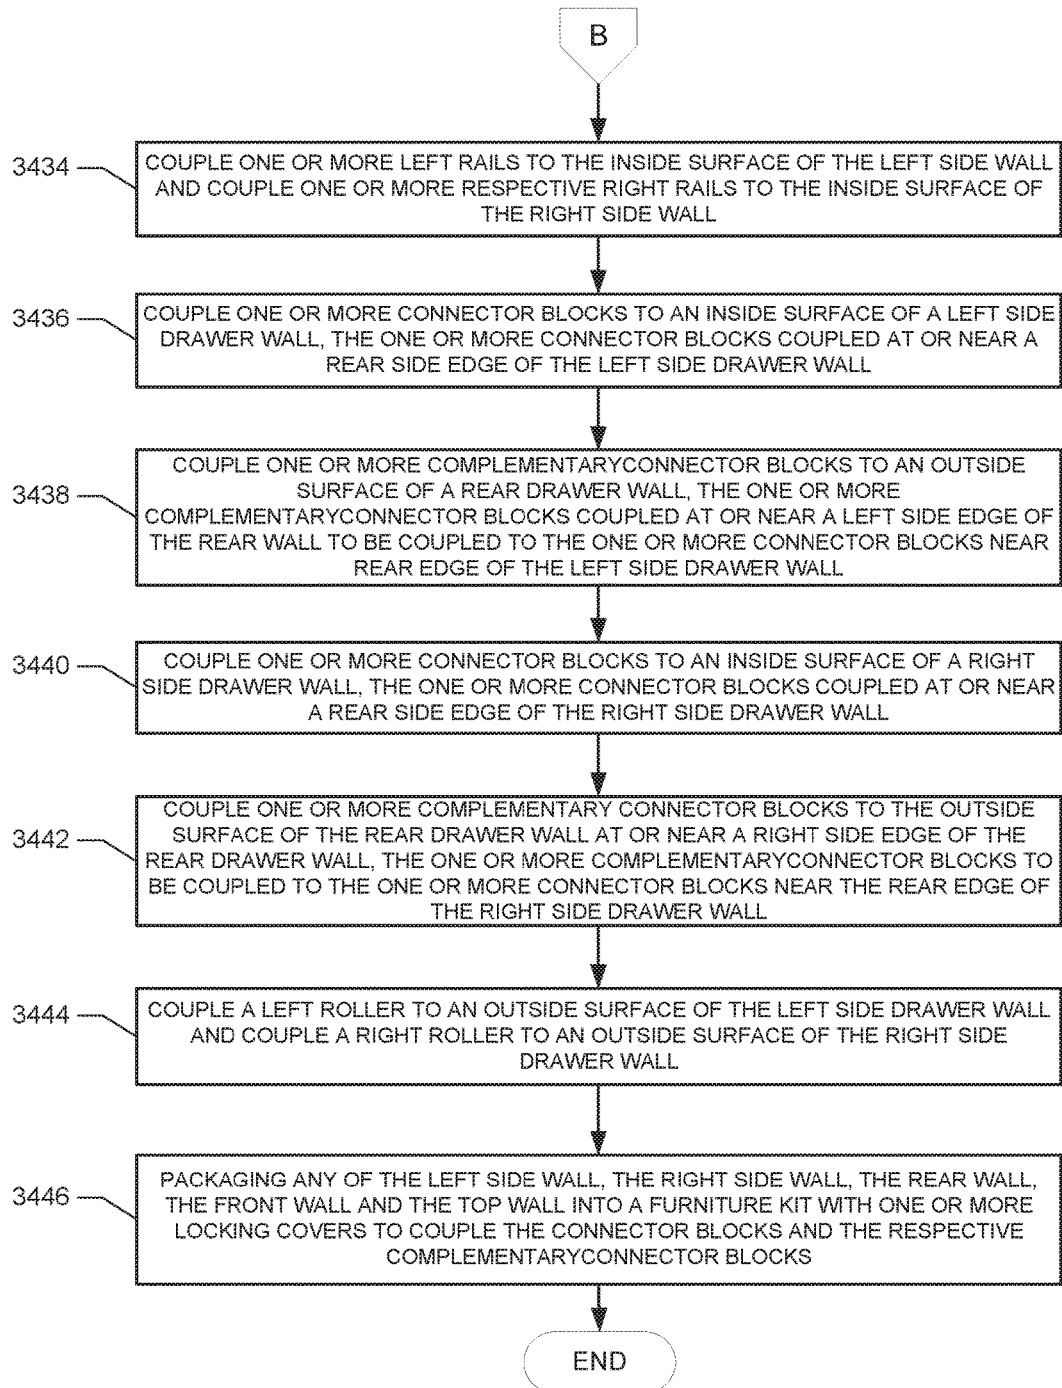 B
3434
COUPLE ONE OR MORE LEFT RAILS TO THE INSIDE SURFACE OF THE LEFT SIDE WALL
AND COUPLE ONE OR MORE RESPECTIVE RIGHT RAILS TO THE INSIDE SURFACE OF
THE RIGHT SIDE WALL
3436
COUPLE ONE OR MORE CONNECTOR BLOCKS TO AN INSIDE SURFACE OF A LEFT SIDE
DRAWER WALL, THE ONE OR MORE CONNECTOR BLOCKS COUPLED AT OR NEAR A
REAR SIDE EDGE OF THE LEFT SIDE DRAWER WALL
3438
COUPLE ONE OR MORE COMPLEMENTARYCONNECTOR BLOCKS TO AN OUTSIDE
SURFACE OF A REAR DRAWER WALL, THE ONE OR MORE
COMPLEMENTARYCONNECTOR BLOCKS COUPLED AT OR NEAR A LEFT SIDE EDGE OF
THE REAR WALL TO BE COUPLED TO THE ONE OR MORE CONNECTOR BLOCKS NEAR
REAR EDGE OF THE LEFT SIDE DRAWER WALL
3440
COUPLE ONE OR MORE CONNECTOR BLOCKS TO AN INSIDE SURFACE OF A RIGHT
SIDE DRAWER WALL, THE ONE OR MORE CONNECTOR BLOCKS COUPLED AT OR NEAR
A REAR SIDE EDGE OF THE RIGHT SIDE DRAWER WALL
3442
COUPLE ONE OR MORE COMPLEMENTARY CONNECTOR BLOCKS TO THE OUTSIDE
SURFACE OF THE REAR DRAWER WALL AT OR NEAR A RIGHT SIDE EDGE OF THE
REAR DRAWER WALL, THE ONE OR MORE COMPLEMENTARYCONNECTOR BLOCKS TO
BE COUPLED TO THE ONE OR MORE CONNECTOR BLOCKS NEAR THE REAR EDGE OF
THE RIGHT SIDE DRAWER WALL
3444
COUPLE A LEFT ROLLER TO AN OUTSIDE SURFACE OF THE LEFT SIDE DRAWER WALL
AND COUPLE A RIGHT ROLLER TO AN OUTSIDE SURFACE OF THE RIGHT SIDE
DRAWER WALL
3446
PACKAGING ANY OF THE LEFT SIDE WALL, THE RIGHT SIDE WALL, THE REAR WALL,
THE FRONT WALL AND THE TOP WALL INTO A FURNITURE KIT WITH ONE OR MORE
LOCKING COVERS TO COUPLE THE CONNECTOR BLOCKS AND THE RESPECTIVE
COMPLEMENTARYCONNECTOR BLOCKS
END